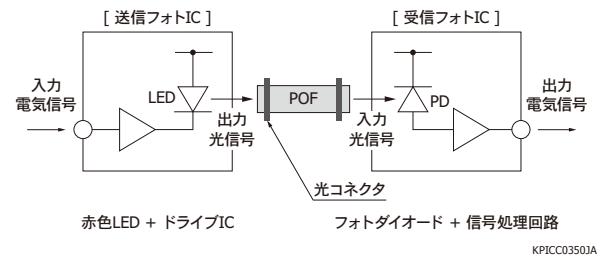 [ 送信フォトIC ]
[ 受信フォトIC ]
入力
電気信号
LED
出力
光信号
POF
入力
光信号
PD
出力
電気信号
光コネクタ
赤色LED + ドライブIC
フォトダイオード + 信号処理回路
KPICC0350JA